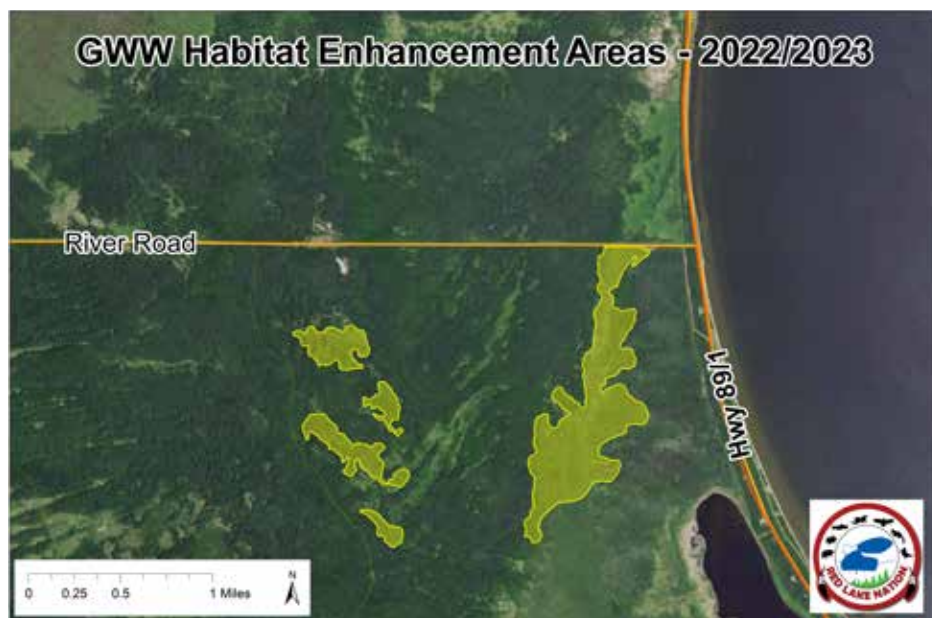 GWW Habitat Enhancement Areas - 2022/2023
River Road
Hwy 89/1
N
0 0.25 0.5 1 Miles
RED LAKE NATION